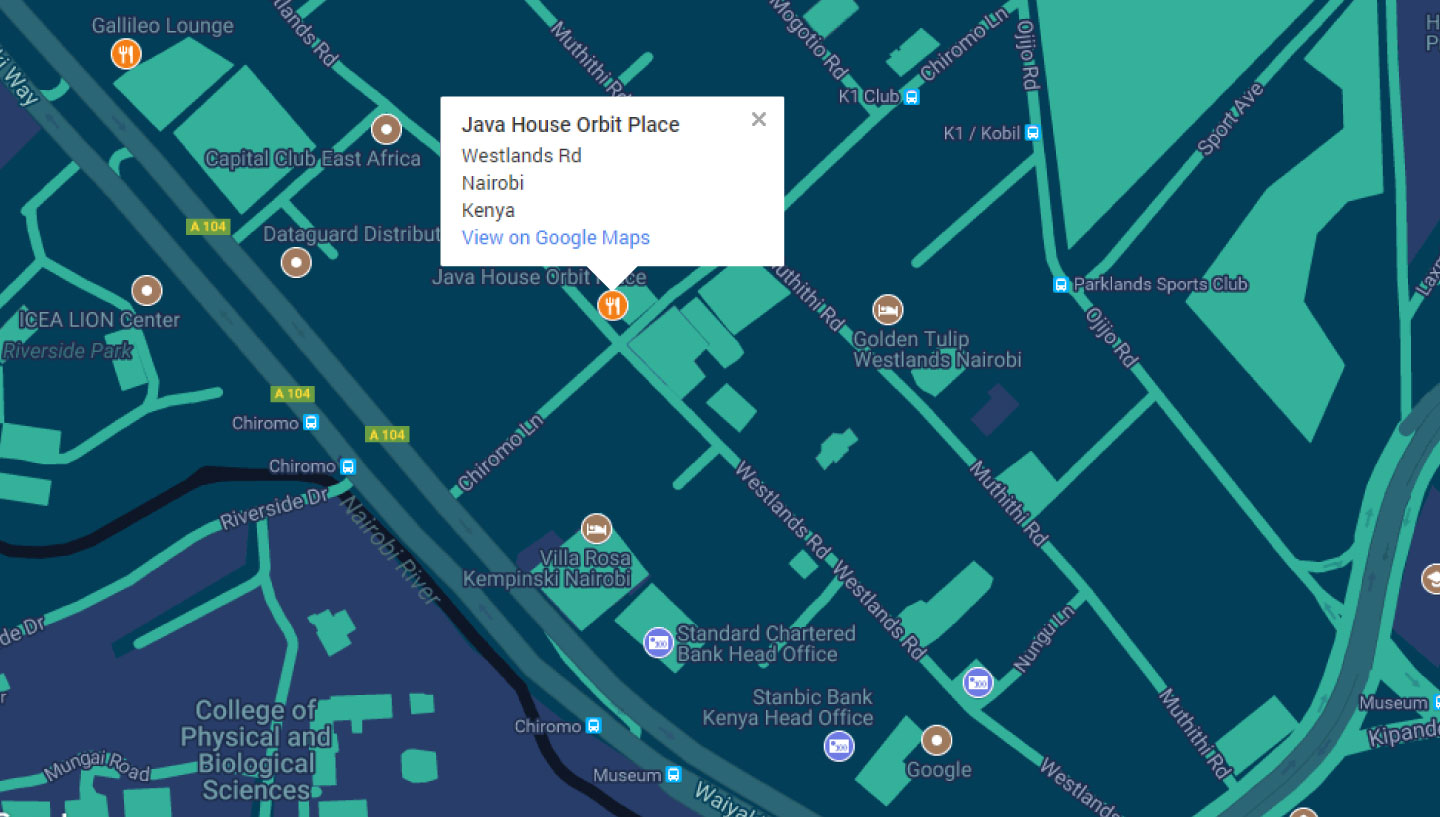 Gallileo Lounge
Muthithi Rd
Mogotio Rd
Chiromo Ln
Ojijo Rd
K1 Club
K1 / Kobil
Sport Ave
Java House Orbit Place
Westlands Rd
Nairobi
Kenya
View on Google Maps
Capital Club East Africa
A 104
Dataguard Distribut
Java House Orbit Place
Muthithi Rd
Parklands Sports Club
ICEA LION Center
Riverside Park
Golden Tulip
Westlands Nairobi
Ojijo Rd
A 104
Chiromo
A 104
Chiromo
Chiromo Ln
Riverside Dr
Nairobi River
Westlands Rd
Muthithi Rd
Villa Rosa
Kempinski Nairobi
Westlands Rd
Nungu Ln
Standard Chartered
Bank Head Office
Stanbic Bank
Kenya Head Office
College of
Physical and
Biological
Sciences
Mungai Road
Chiromo
Museum
Google
Muthithi Rd
Museum
Westlands